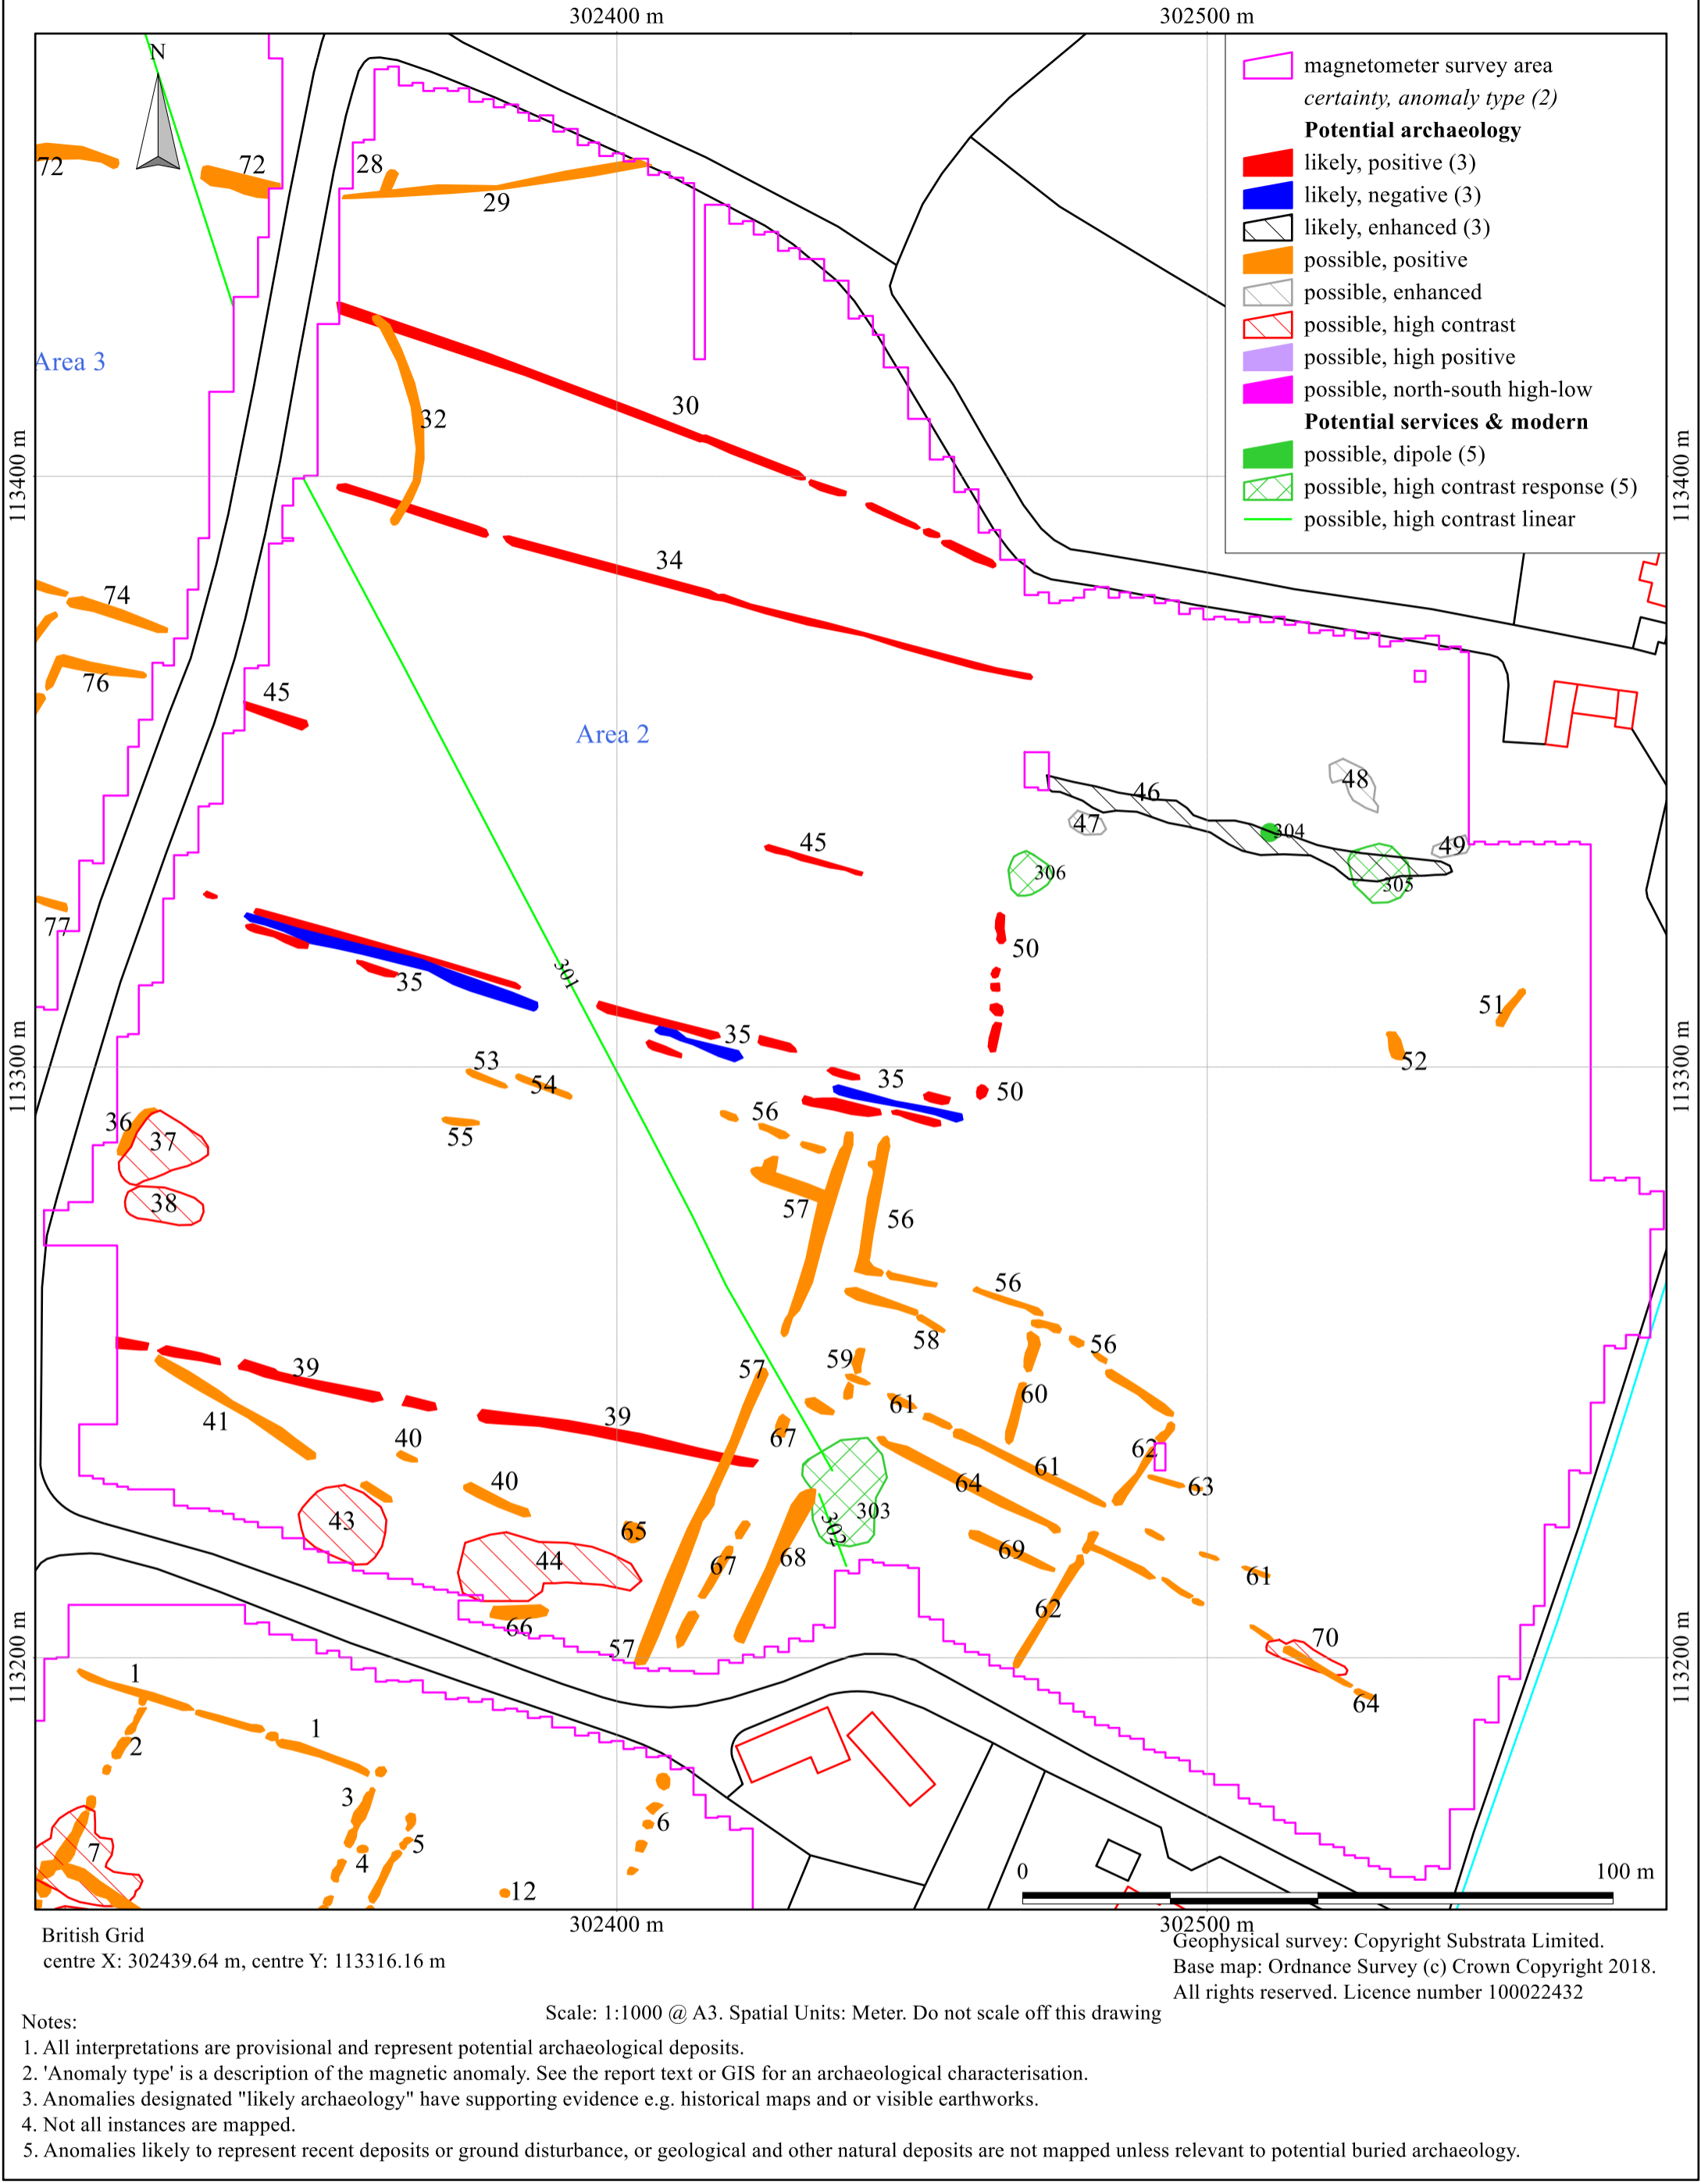 302400 m 302500 m
N
magnetometer survey area
certainty, anomaly type (2)
Potential archaeology
likely, positive (3)
likely, negative (3)
likely, enhanced (3)
possible, positive
possible, enhanced
possible, high contrast
possible, high positive
possible, north-south high-low
Potential services & modern
possible, dipole (5)
possible, high contrast response (5)
possible, high contrast linear
72 72 28
29
Area 3
32 30
113400 m 113400 m
34
74
76
45
Area 2
48
46
47 304
45 49
306 305
77
50
35 301
51
35
52
53
54 35 50
113300 m 113300 m
36 56
37 55
38
57 56
56
58 56
59
39 57
60
61
41 39
40 67
62
61
40 64 63
43 303
65 302
44 67 68 69
61
62
66
57
70
113200 m 113200 m
64
1
1
2
3
6
5
7 4
12
0 100 m
302400 m 302500 m
British Grid
centre X: 302439.64 m, centre Y: 113316.16 m
Geophysical survey: Copyright Substrata Limited.
Base map: Ordnance Survey (c) Crown Copyright 2018.
All rights reserved. Licence number 100022432
Scale: 1:1000 @ A3. Spatial Units: Meter. Do not scale off this drawing
Notes:
1. All interpretations are provisional and represent potential archaeological deposits.
2. 'Anomaly type' is a description of the magnetic anomaly. See the report text or GIS for an archaeological characterisation.
3. Anomalies designated "likely archaeology" have supporting evidence e.g. historical maps and or visible earthworks.
4. Not all instances are mapped.
5. Anomalies likely to represent recent deposits or ground disturbance, or geological and other natural deposits are not mapped unless relevant to potential buried archaeology.